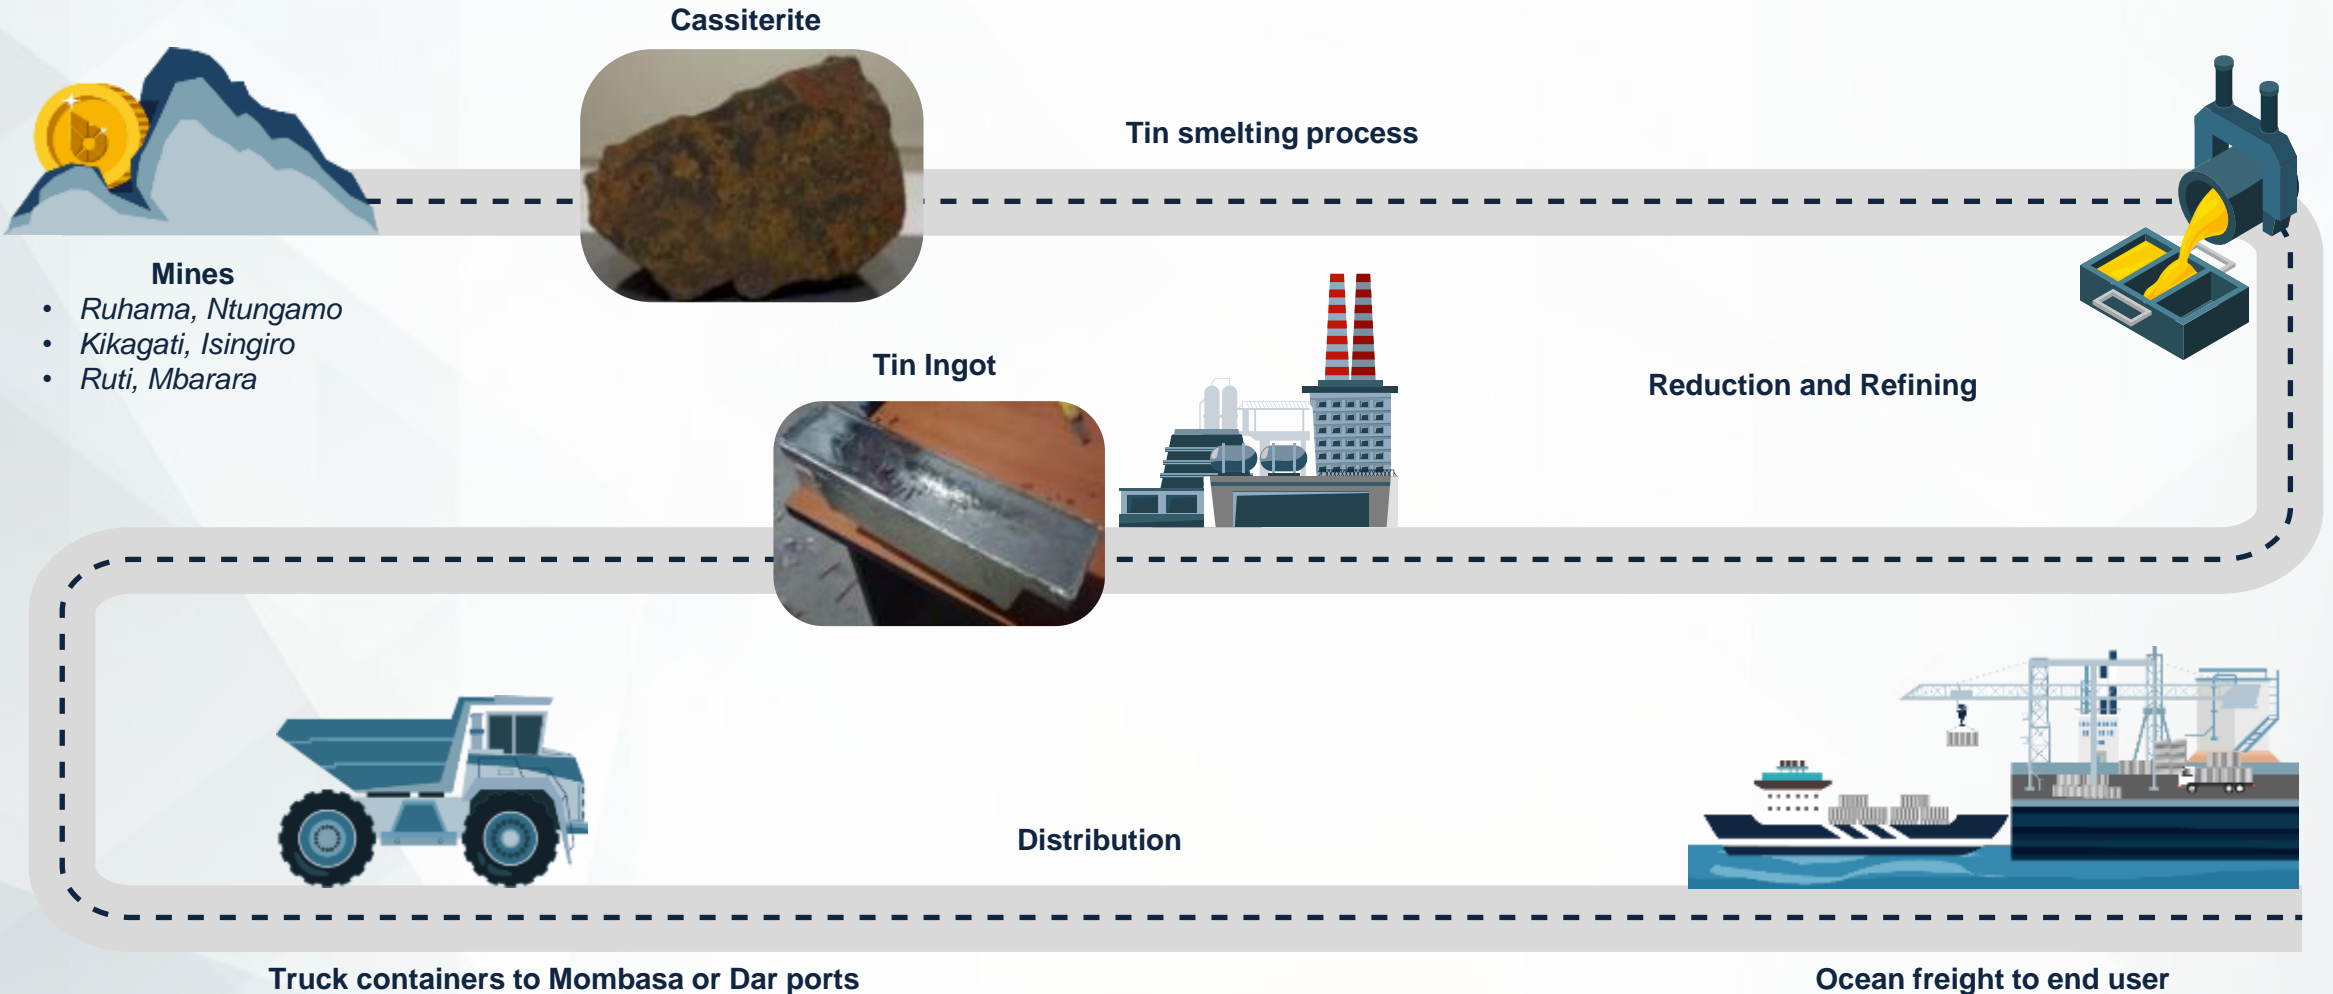 Cassiterite
Tin smelting process
Mines
• Ruhama, Ntungamo
• Kikagati, Isingiro
• Ruti, Mbarara
Tin Ingot
Reduction and Refining
Distribution
Truck containers to Mombasa or Dar ports
Ocean freight to end user